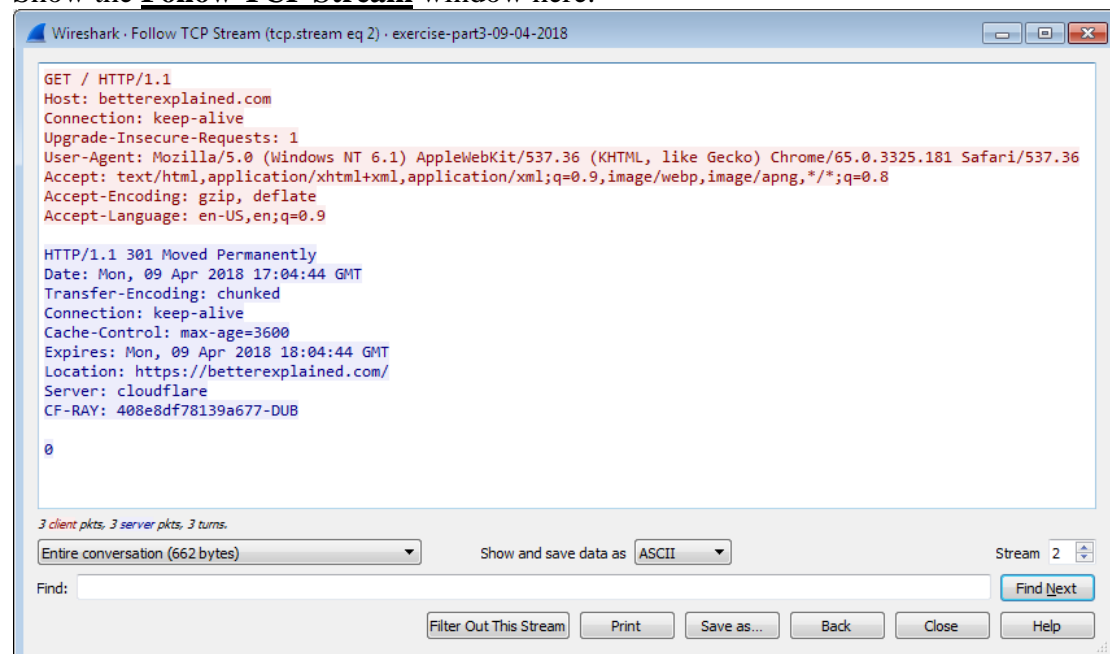 Show the Follow TCP Stream window here.
Wireshark · Follow TCP Stream (tcp.stream eq 2) · exercise-part3-09-04-2018
GET / HTTP/1.1
Host: betterexplained.com
Connection: keep-alive
Upgrade-Insecure-Requests: 1
User-Agent: Mozilla/5.0 (Windows NT 6.1) AppleWebKit/537.36 (KHTML, like Gecko) Chrome/65.0.3325.181 Safari/537.36
Accept: text/html,application/xhtml+xml,application/xml;q=0.9,image/webp,image/apng,*/*;q=0.8
Accept-Encoding: gzip, deflate
Accept-Language: en-US,en;q=0.9
HTTP/1.1 301 Moved Permanently
Date: Mon, 09 Apr 2018 17:04:44 GMT
Transfer-Encoding: chunked
Connection: keep-alive
Cache-Control: max-age=3600
Expires: Mon, 09 Apr 2018 18:04:44 GMT
Location: https://betterexplained.com/
Server: cloudflare
CF-RAY: 408e8df78139a677-DUB
0
3 client pkts, 3 server pkts, 3 turns.
Entire conversation (662 bytes) Show and save data as ASCII Stream 2
Find: Find Next
Filter Out This Stream Print Save as... Back Close Help